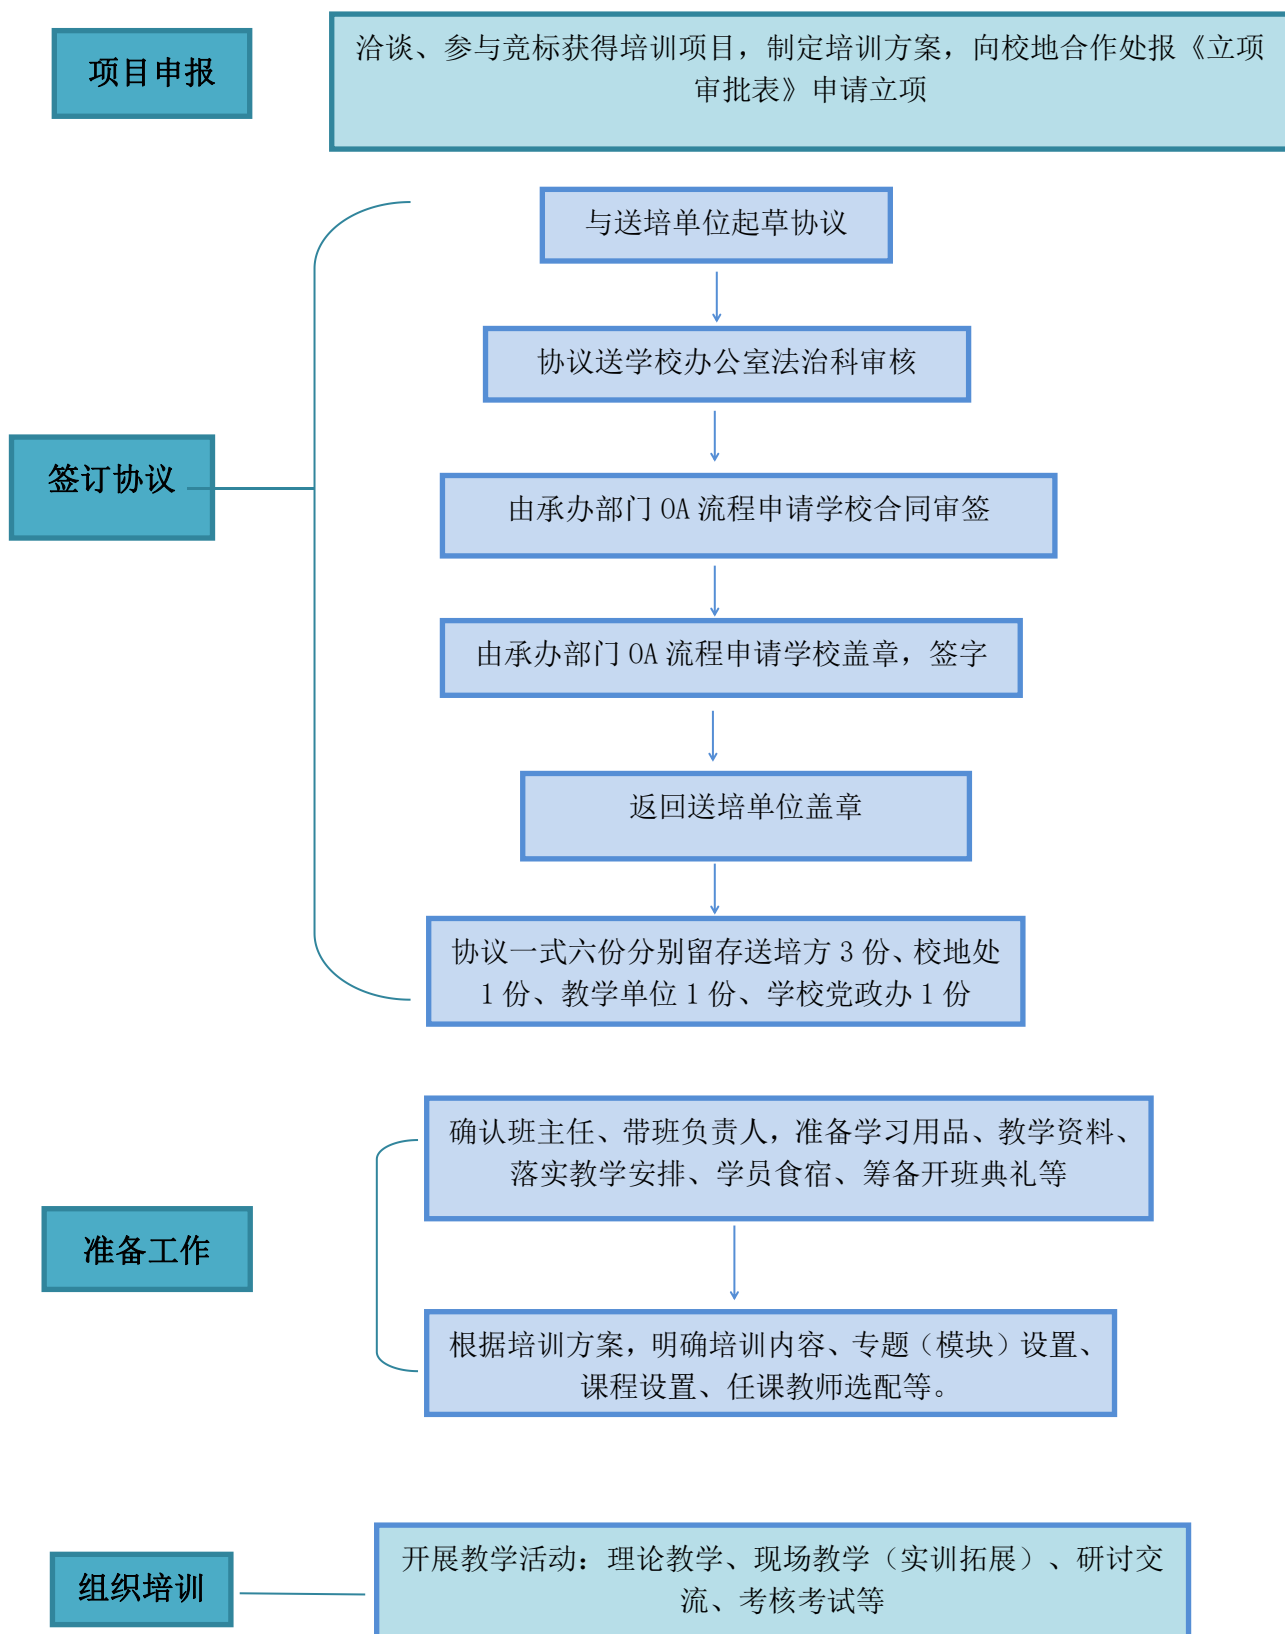 项目申报
洽谈、参与竞标获得培训项目，制定培训方案，向校地合作处报《立项
审批表》申请立项
与送培单位起草协议
协议送学校办公室法治科审核
签订协议
由承办部门 OA 流程申请学校合同审签
由承办部门 OA 流程申请学校盖章，签字
返回送培单位盖章
协议一式六份分别留存送培方 3 份、校地处
1 份、教学单位 1 份、学校党政办 1 份
确认班主任、带班负责人，准备学习用品、教学资料、
落实教学安排、学员食宿、筹备开班典礼等
准备工作
根据培训方案，明确培训内容、专题（模块）设置、
课程设置、任课教师选配等。
组织培训
开展教学活动：理论教学、现场教学（实训拓展）、研讨交
流、考核考试等